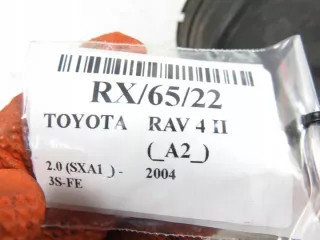 RX/65/22
TOYOTA RAV 4 II
(_A2_)
2.0 (SXA1_) - 2004
3S-FE